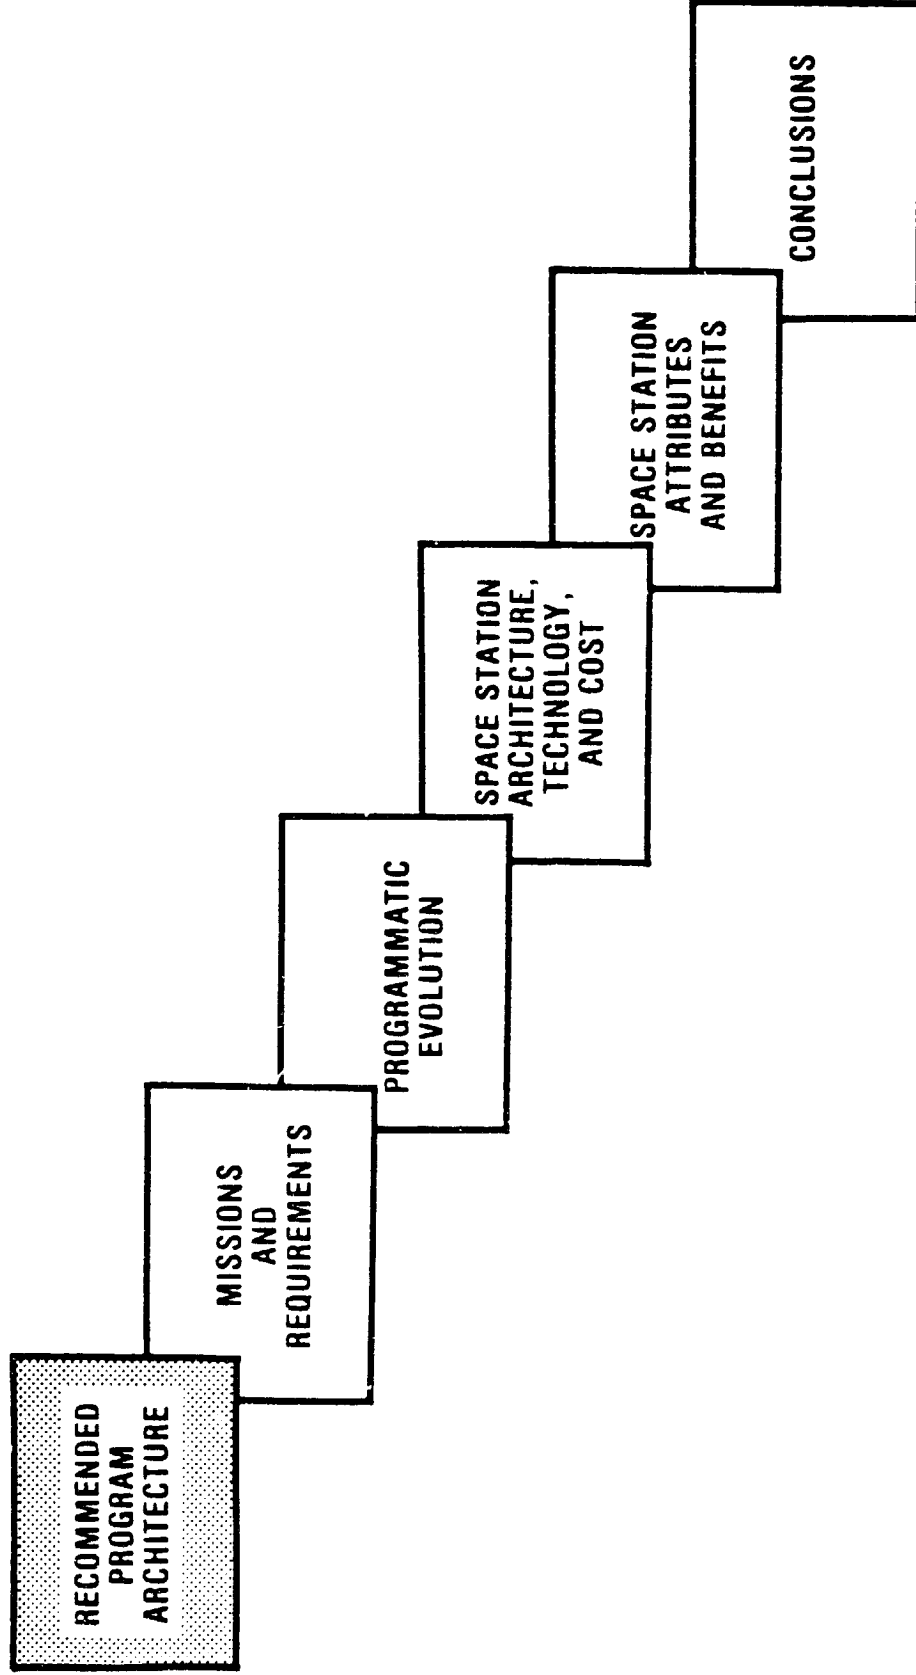 RECOMMENDED
PROGRAM
ARCHITECTURE
MISSIONS
AND
REQUIREMENTS
PROGRAMMATIC
EVOLUTION
SPACE STATION
ARCHITECTURE,
TECHNOLOGY,
AND COST
SPACE STATION
ATTRIBUTES
AND BENEFITS
CONCLUSIONS